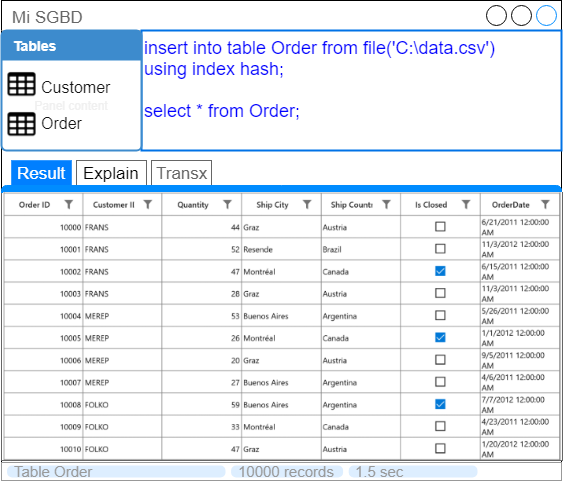 Mi SGBD
Tables
Customer
Panel content
Order
insert into table Order from file('C:\data.csv')
using index hash;
select * from Order;
Result Explain Transx
Order ID Customer II Quantity Ship City Ship Countı Is Closed OrderDate
10000 FRANS 44 Graz Austria 6/21/2011 12:00:00
AM
10001 FRANS 52 Resende Brazil 11/3/2012 12:00:00
AM
10002 FRANS 47 Montréal Canada 6/15/2011 12:00:00
AM
10003 FRANS 28 Graz Austria 11/3/2011 12:00:00
AM
10004 MEREP 53 Buenos Aires Argentina 5/26/2011 12:00:00
AM
10005 MEREP 26 Montréal Canada 1/1/2012 12:00:00
AM
10006 MEREP 20 Graz Austria 9/5/2011 12:00:00
AM
10007 MEREP 27 Buenos Aires Argentina 4/6/2011 12:00:00
AM
10008 FOLKO 59 Buenos Aires Argentina 7/7/2012 12:00:00
AM
10009 FOLKO 33 Montréal Canada 4/23/2011 12:00:00
AM
10010 FOLKO 47 Graz Austria 1/20/2012 12:00:00
AM
Table Order 10000 records 1.5 sec